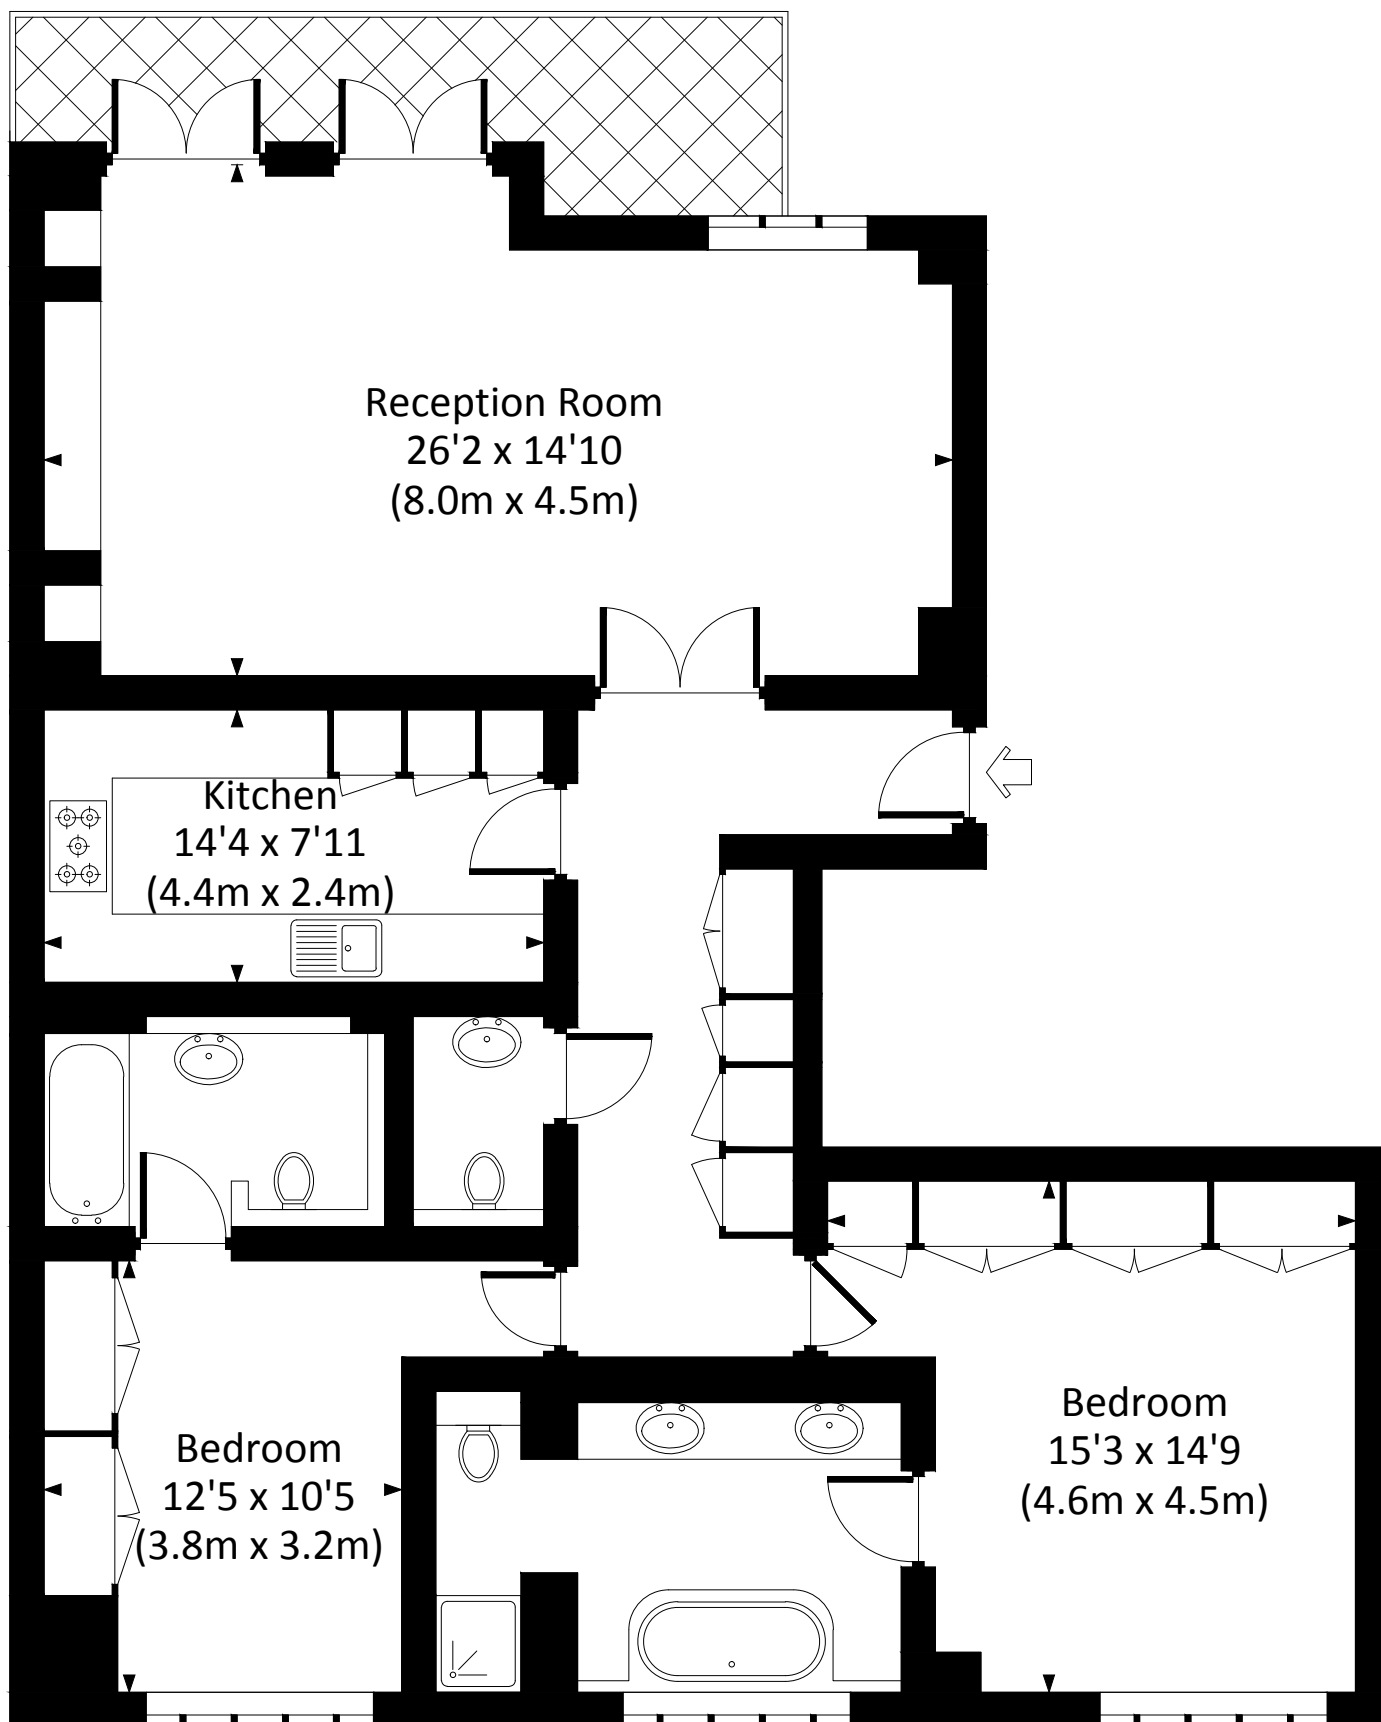 Reception Room
26'2 x 14'10
(8.0m x 4.5m)
Kitchen
14'4 x 7'11
(4.4m x 2.4m)
Bedroom
15'3 x 14'9
(4.6m x 4.5m)
Bedroom
12'5 x 10'5
(3.8m x 3.2m)